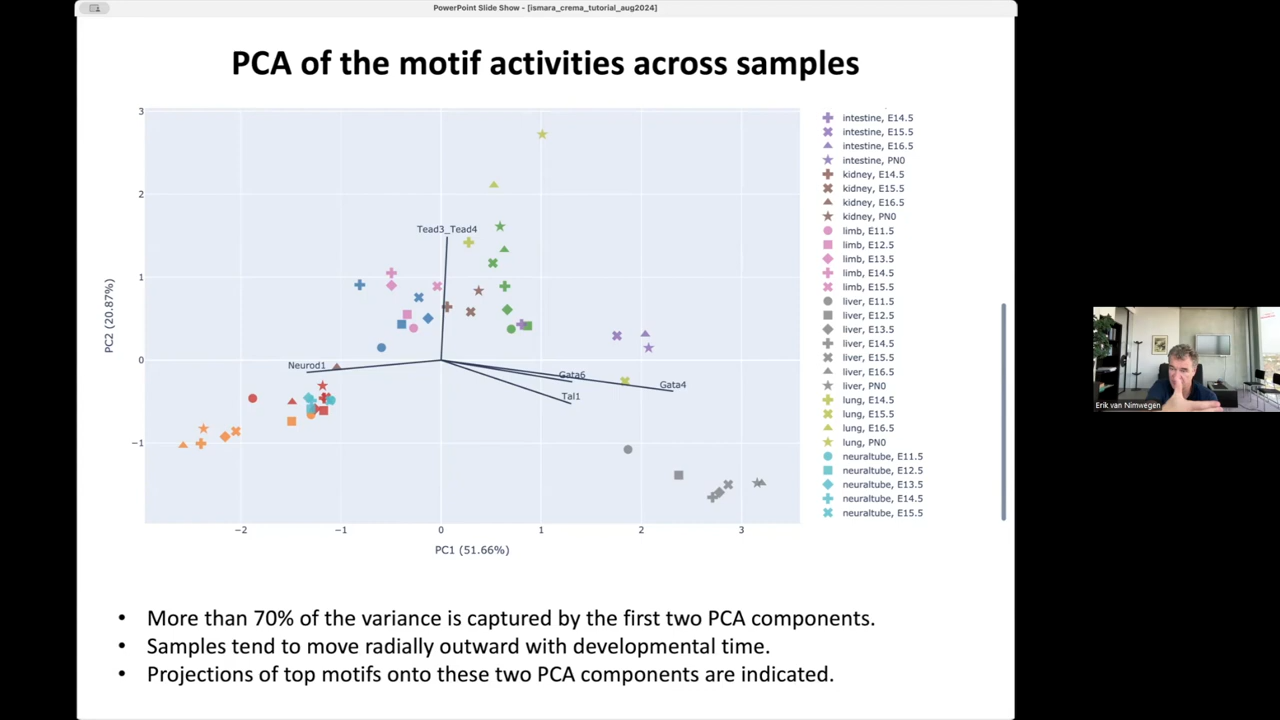 PowerPoint Slide Show - [ismara_crema_tutorial_aug2024]
PCA of the motif activities across samples
3
2
1
0
−1
PC2 (20.87%)
−2
−1
0
1
2
3
PC1 (51.66%)
Tead3_Tead4
Neurod1
Gata6
Gata4
Tal1
intestine, E14.5
intestine, E15.5
intestine, E16.5
intestine, PN0
kidney, E14.5
kidney, E15.5
kidney, E16.5
kidney, PN0
limb, E11.5
limb, E12.5
limb, E13.5
limb, E14.5
limb, E15.5
liver, E11.5
liver, E12.5
liver, E13.5
liver, E14.5
liver, E15.5
liver, E16.5
liver, PN0
lung, E14.5
lung, E15.5
lung, E16.5
lung, PN0
neuraltube, E11.5
neuraltube, E12.5
neuraltube, E13.5
neuraltube, E14.5
neuraltube, E15.5
Erik van Nimwegen
• More than 70% of the variance is captured by the first two PCA components.
• Samples tend to move radially outward with developmental time.
• Projections of top motifs onto these two PCA components are indicated.